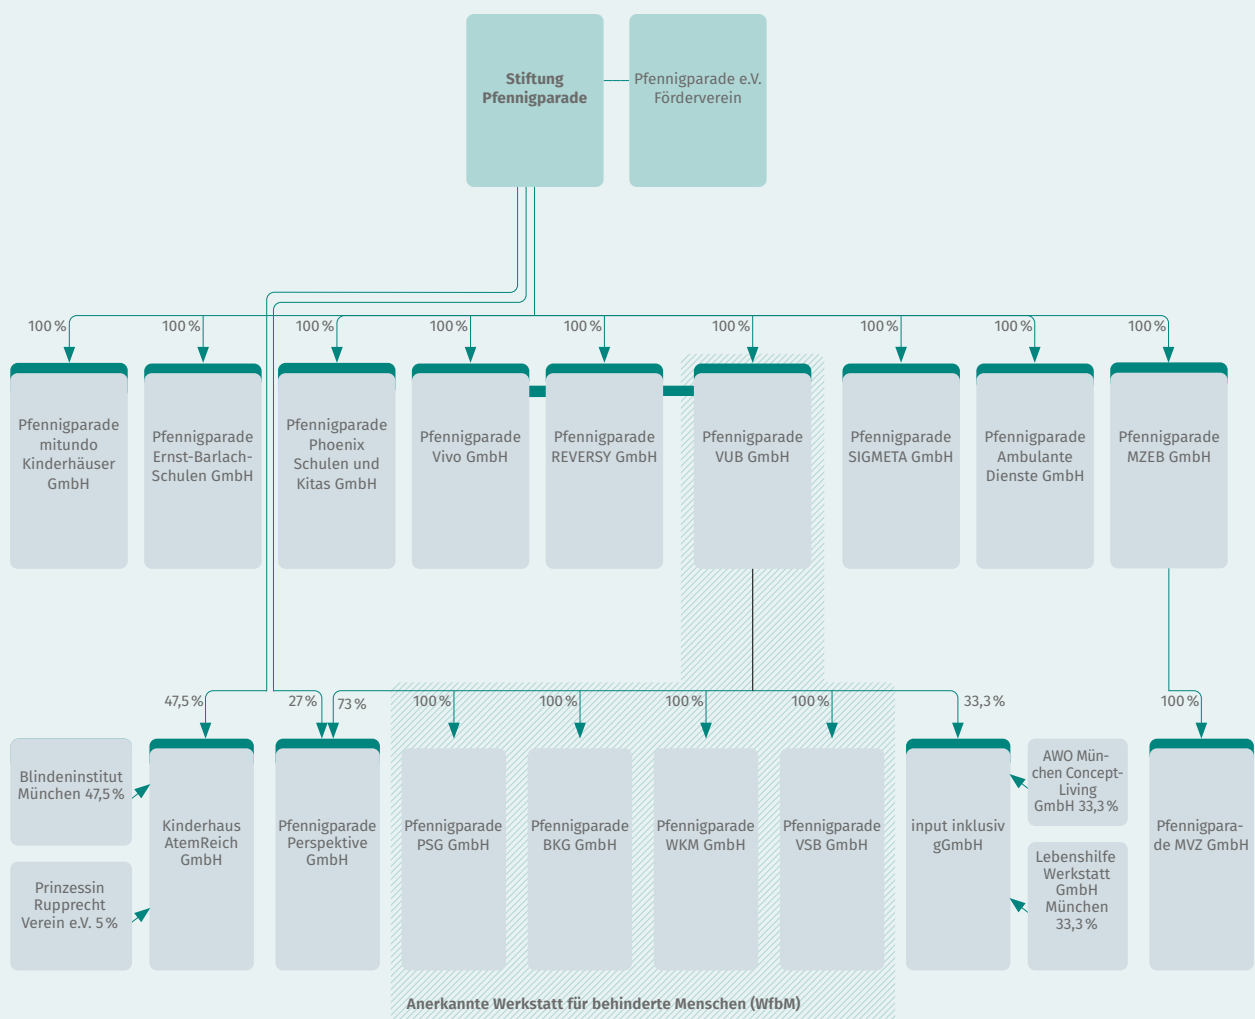 Stiftung
Pfennigparade
Pfennigparade e.V.
Förderverein
100 %
100 %
100 %
100 %
100 %
100 %
100 %
100 %
100 %
Pfennigparade
mitundo
Kinderhäuser
GmbH
Pfennigparade
Ernst-Barlach-
Schulen GmbH
Pfennigparade
Phoenix
Schulen und
Kitas GmbH
Pfennigparade
Vivo GmbH
Pfennigparade
REVERSY GmbH
Pfennigparade
VUB GmbH
Pfennigparade
SIGMETA GmbH
Pfennigparade
Ambulante
Dienste GmbH
Pfennigparade
MZEB GmbH
47,5 %
27 %
73 %
100 %
100 %
100 %
100 %
33,3 %
100 %
Blindeninstitut
München 47,5 %
Prinzessin
Rupprecht
Verein e.V. 5 %
Kinderhaus
AtemReich
GmbH
Pfennigparade
Perspektive
GmbH
Pfennigparade
PSG GmbH
Pfennigparade
BKG GmbH
Pfennigparade
WKM GmbH
Pfennigparade
VSB GmbH
input inklusiv
gGmbH
AWO Mün-
chen Concept-
Living
GmbH 33,3 %
Lebenshilfe
Werkstatt
GmbH
München
33,3 %
Pfennigpara-
de MVZ GmbH
Anerkannte Werkstatt für behinderte Menschen (WfbM)